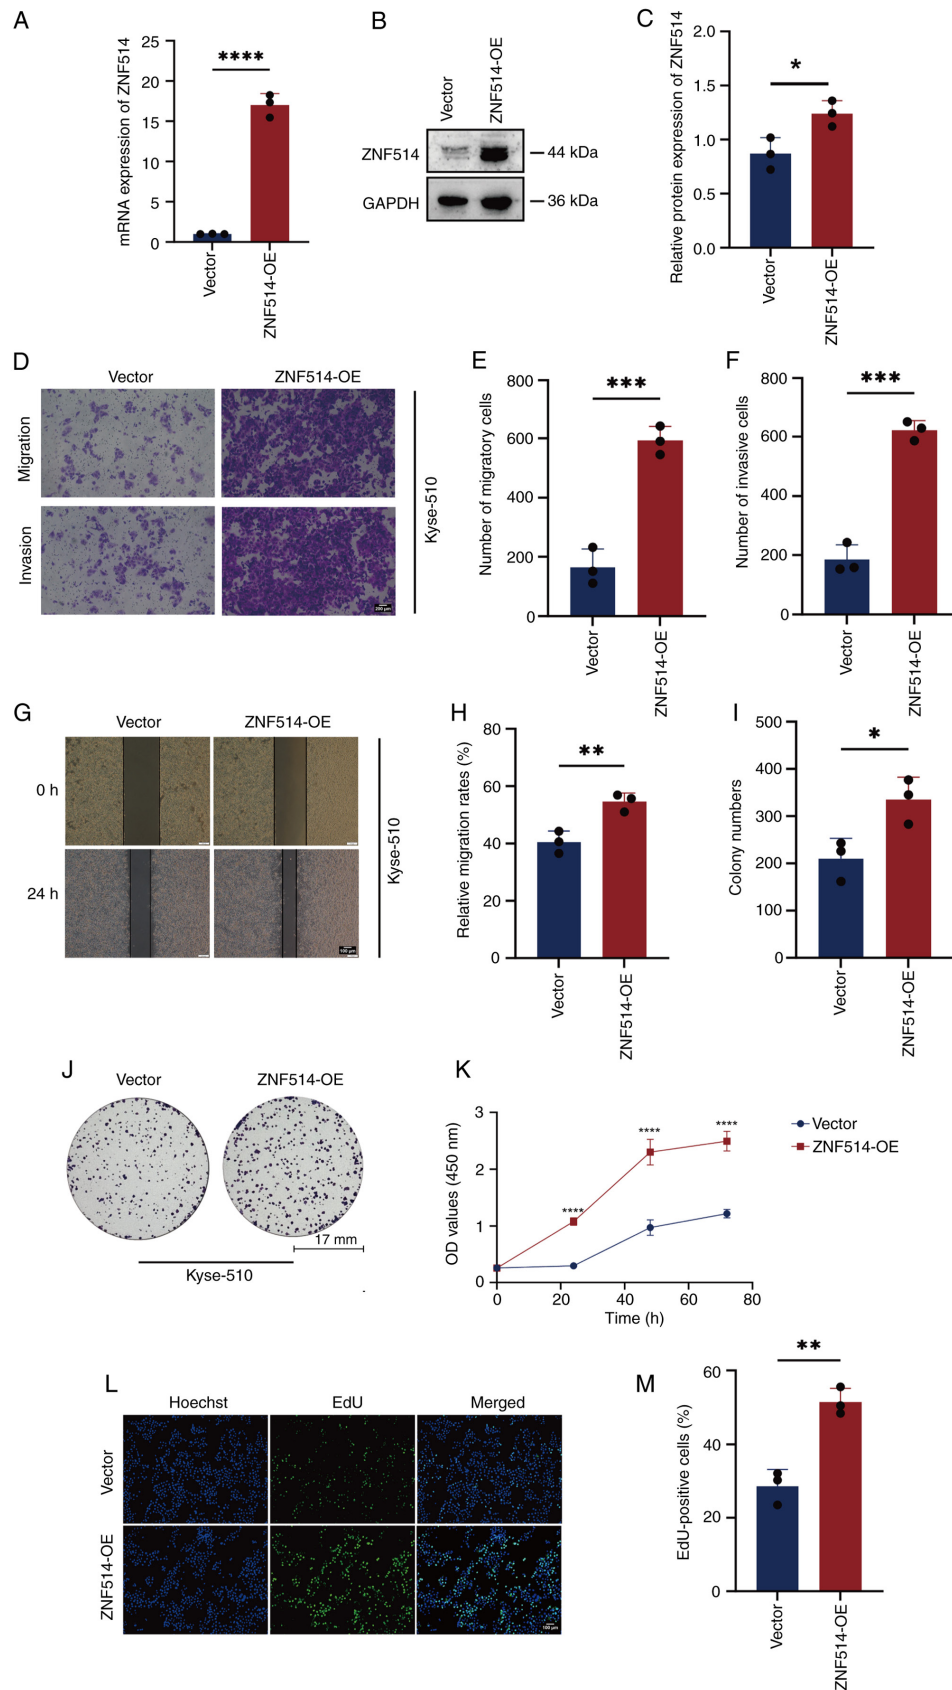 A
mRNA expression of ZNF514
25
20
15
10
5
0
****
Vector
ZNF514-OE
B
Vector
ZNF514-OE
ZNF514
44 kDa
GAPDH
36 kDa
C
Relative protein expression of ZNF514
2.0
1.5
1.0
0.5
0.0
*
Vector
ZNF514-OE
D
Vector
ZNF514-OE
Migration
Invasion
Kyse-510
200 µm
E
Number of migratory cells
800
600
400
200
0
***
Vector
ZNF514-OE
F
Number of invasive cells
800
600
400
200
0
***
Vector
ZNF514-OE
G
Vector
ZNF514-OE
0 h
24 h
Kyse-510
100 µm
H
Relative migration rates (%)
80
60
40
20
0
**
Vector
ZNF514-OE
I
Colony numbers
500
400
300
200
100
0
*
Vector
ZNF514-OE
J
Vector
ZNF514-OE
17 mm
Kyse-510
K
OD values (450 nm)
3
2
1
0
****
****
****
0
20
40
60
80
Time (h)
Vector
ZNF514-OE
L
Hoechst
EdU
Merged
Vector
ZNF514-OE
100 µm
M
EdU-positive cells (%)
60
40
20
0
**
Vector
ZNF514-OE